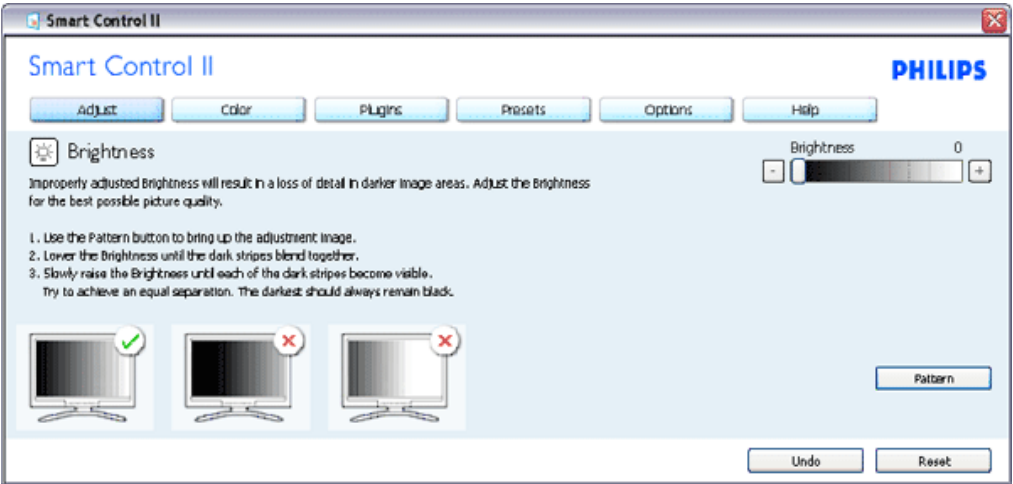 Smart Control II
Smart Control II
PHILIPS
Adjust Color Plugins Presets Options Help
Brightness
Brightness 0
- +
Improperly adjusted Brightness will result in a loss of detail in darker image areas. Adjust the Brightness
for the best possible picture quality.
1. Use the Pattern button to bring up the adjustment image.
2. Lower the Brightness until the dark stripes blend together.
3. Slowly raise the Brightness until each of the dark stripes become visible.
Try to achieve an equal separation. The darkest should always remain black.
Pattern
Undo Reset